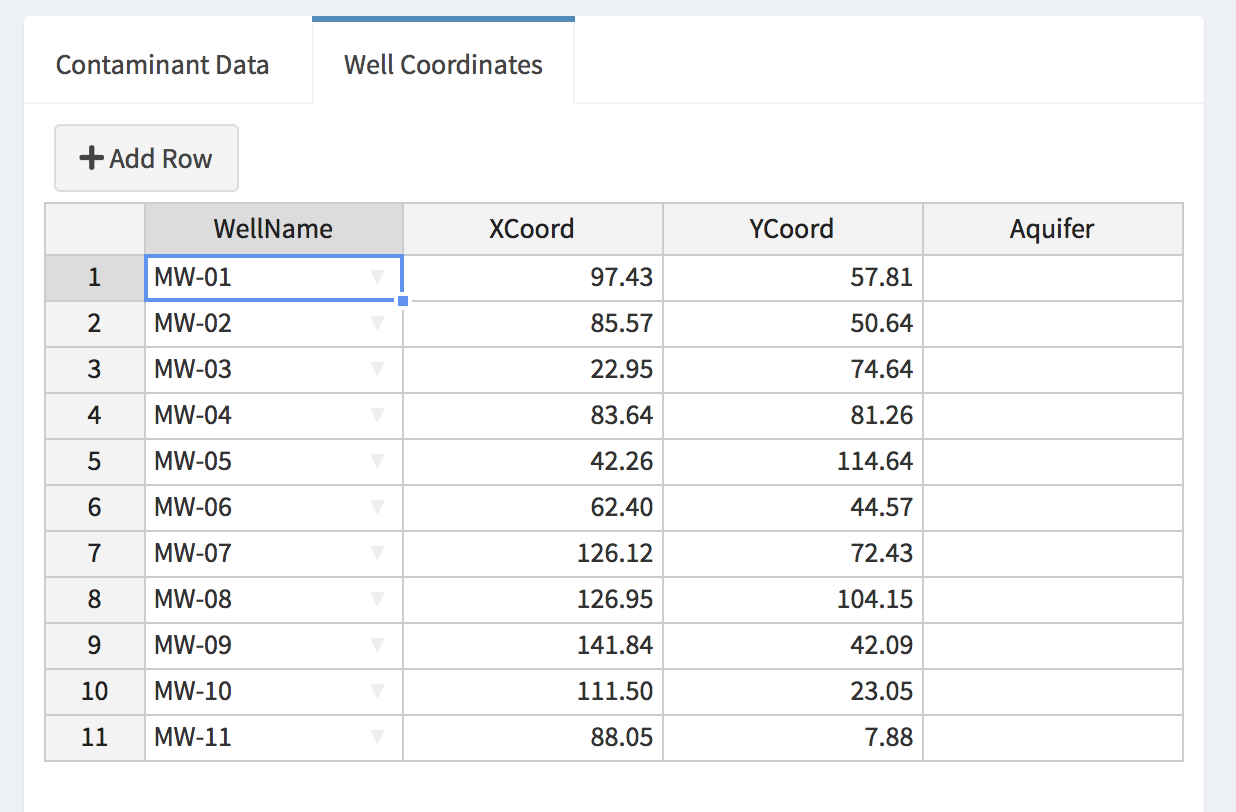 Contaminant Data Well Coordinates
Add Row
WellName XCoord YCoord Aquifer
1 MW-01 97.43 57.81
2 MW-02 85.57 50.64
3 MW-03 22.95 74.64
4 MW-04 83.64 81.26
5 MW-05 42.26 114.64
6 MW-06 62.40 44.57
7 MW-07 126.12 72.43
8 MW-08 126.95 104.15
9 MW-09 141.84 42.09
10 MW-10 111.50 23.05
11 MW-11 88.05 7.88